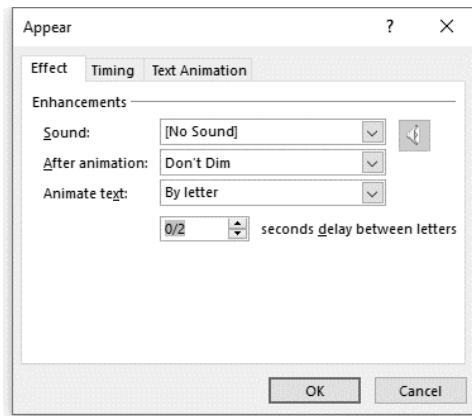 Appear ? X
Effect Timing Text Animation
Enhancements
Sound: [No Sound]
After animation: Don't Dim
Animate text: By letter
0/2 seconds delay between letters
OK Cancel